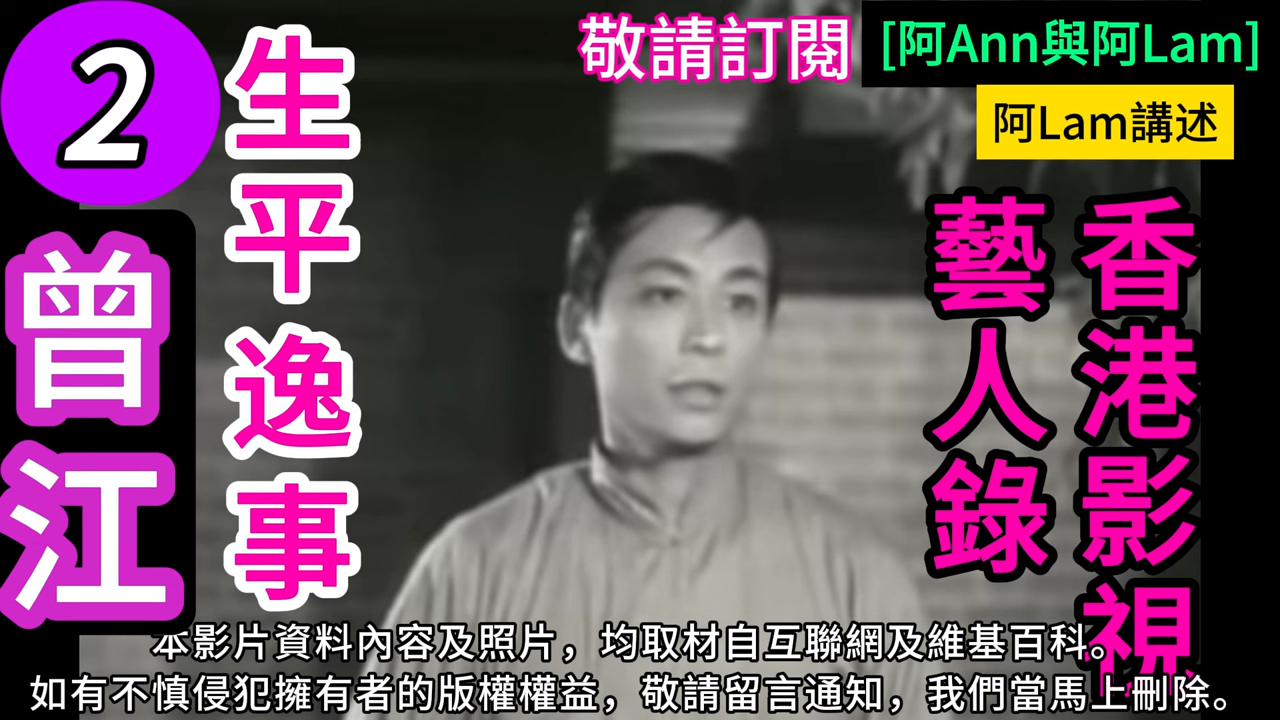 敬請訂閱
[阿Ann與阿Lam]
阿Lam講述
2
曾江
生平逸事
香港影視
藝人錄
本影片資料內容及照片，均取材自互聯網及維基百科。
如有不慎侵犯擁有者的版權權益，敬請留言通知，我們當馬上刪除。